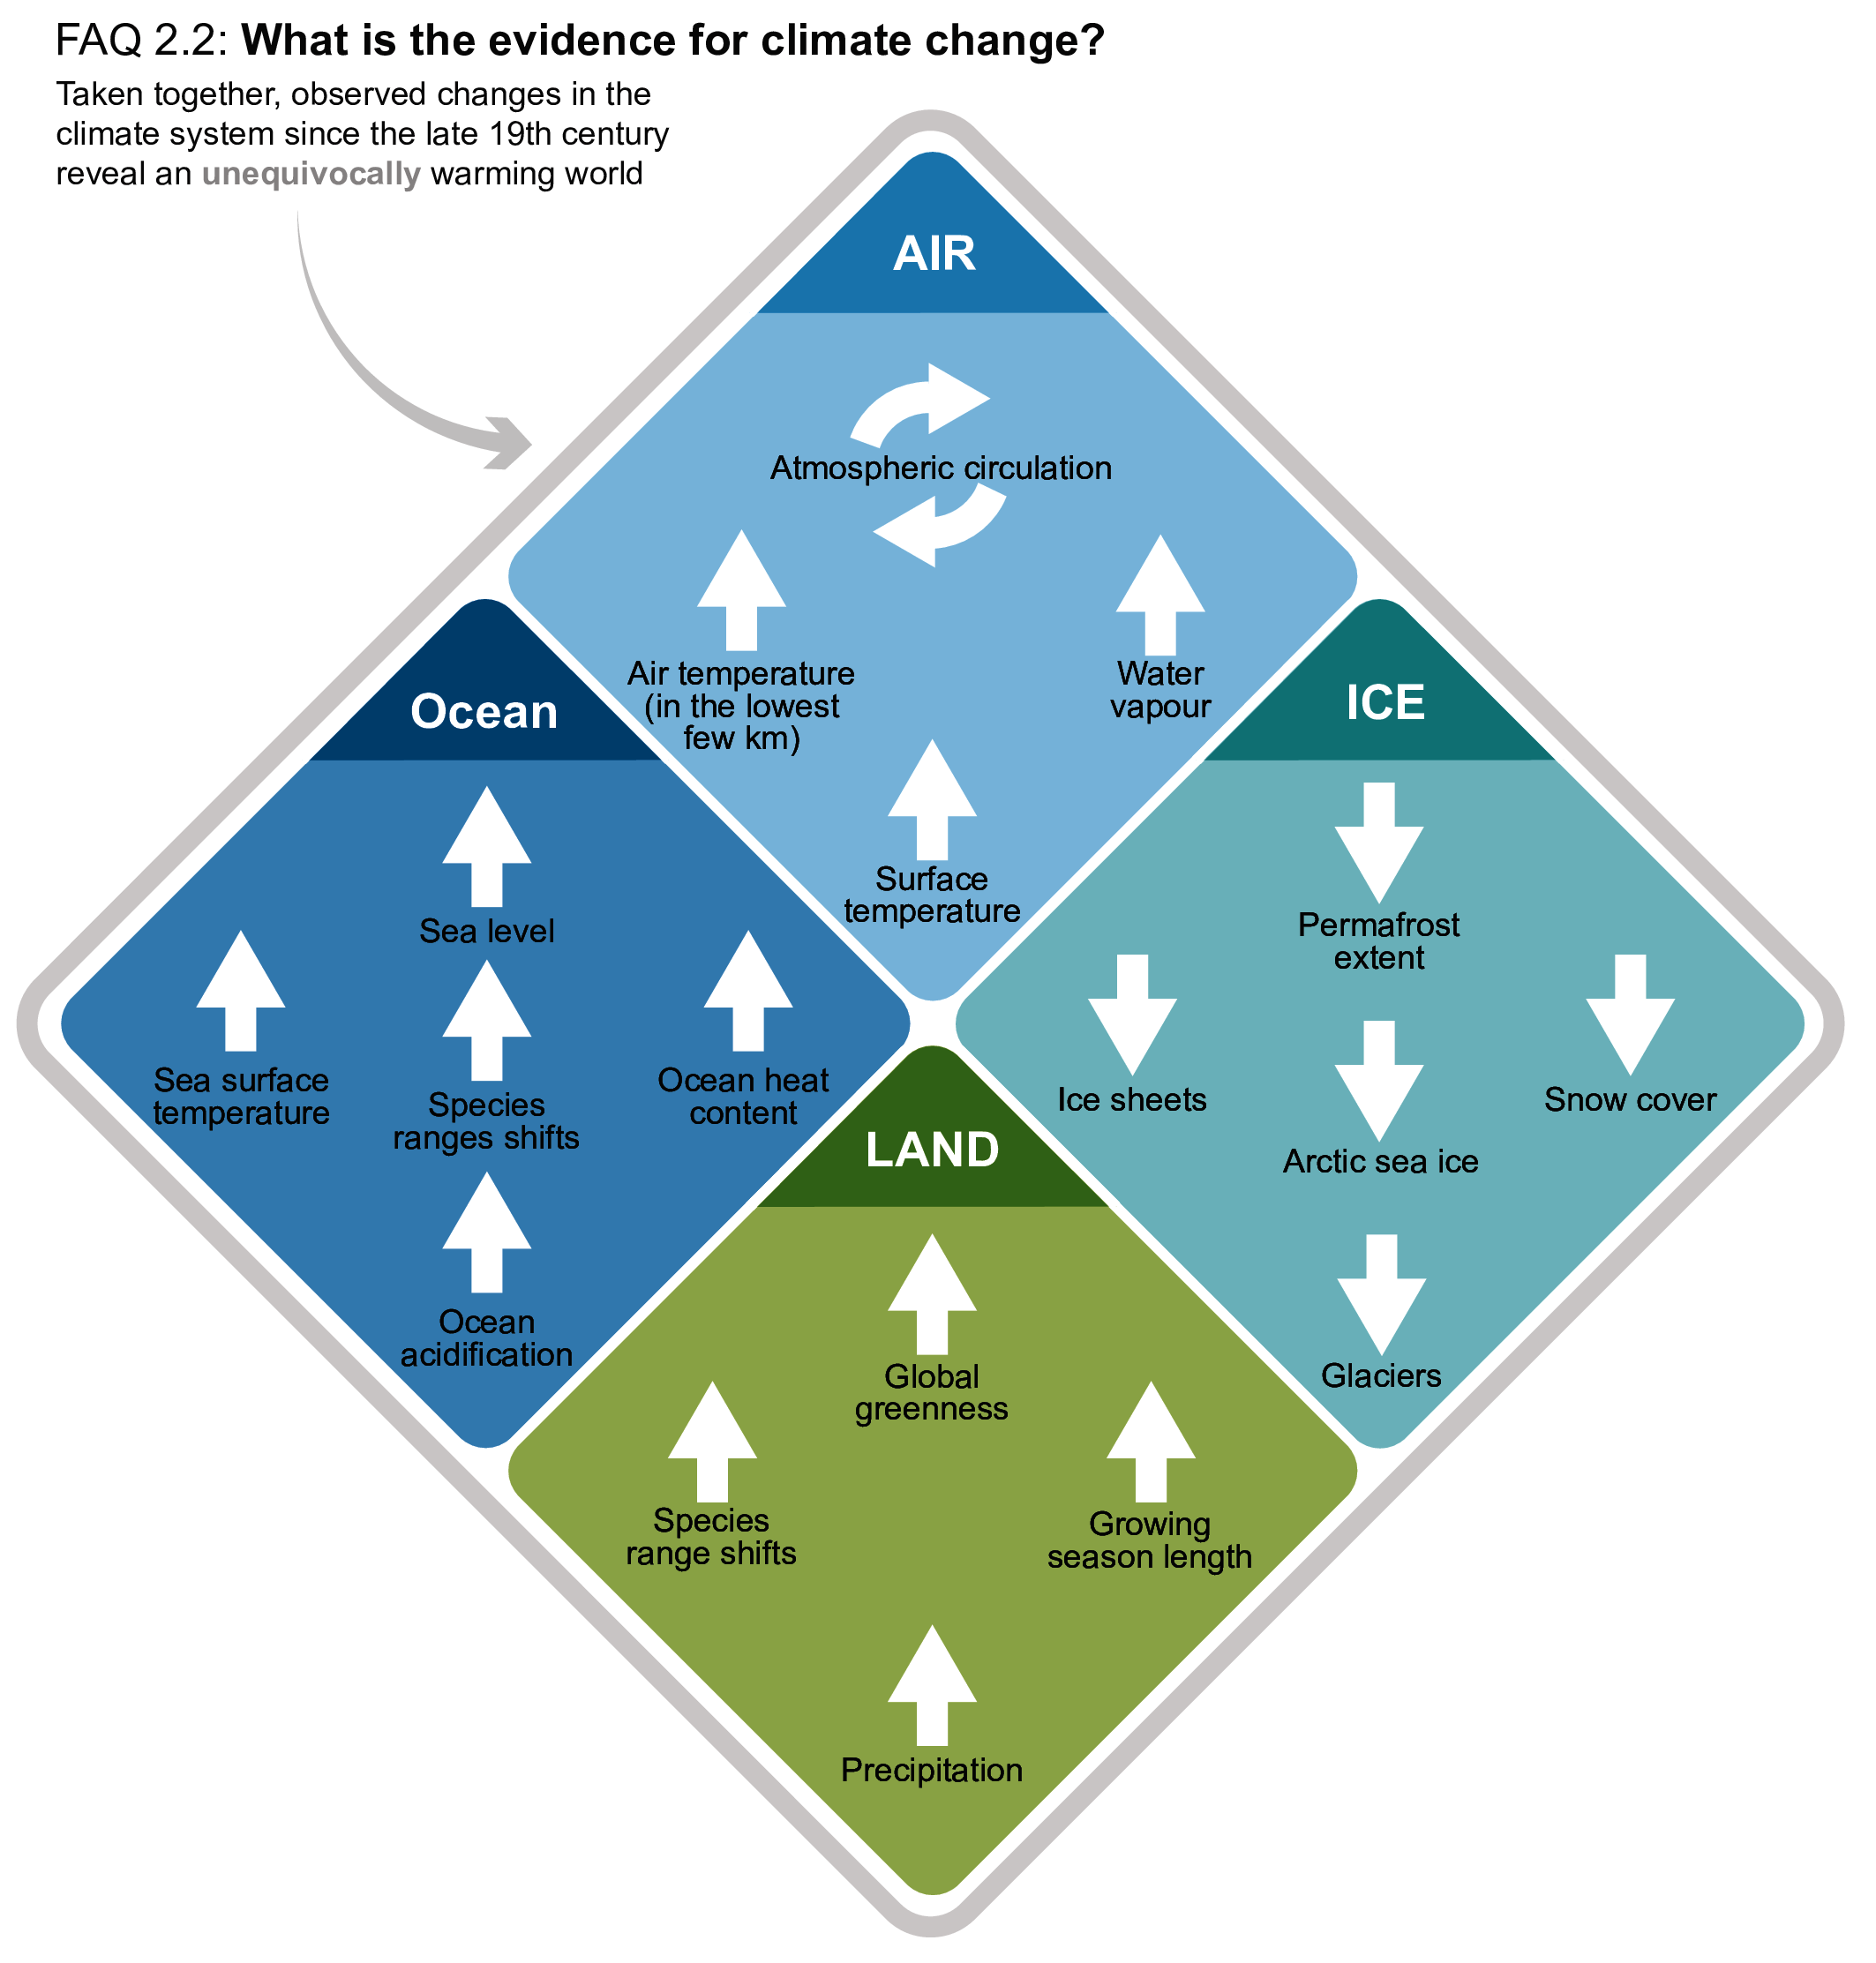 FAQ 2.2: What is the evidence for climate change?
Taken together, observed changes in the
climate system since the late 19th century
reveal an unequivocally warming world
AIR
Atmospheric circulation
Air temperature
(in the lowest
few km)
Water
vapour
Surface
temperature
Ocean
Sea level
Sea surface
temperature
Species
ranges shifts
Ocean heat
content
Ocean
acidification
ICE
Permafrost
extent
Ice sheets
Snow cover
Arctic sea ice
Glaciers
LAND
Global
greenness
Species
range shifts
Growing
season length
Precipitation